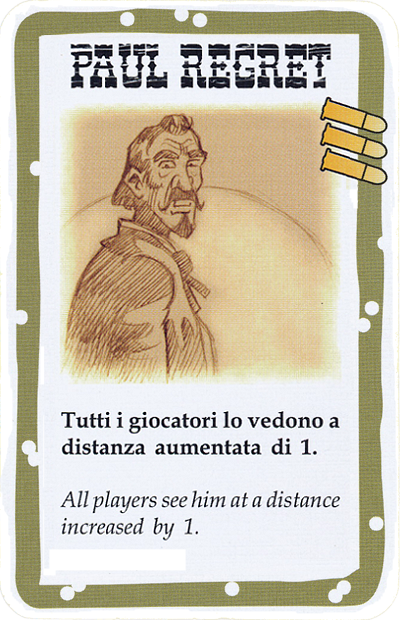 PAUL REGRET
Tutti i giocatori lo vedono a
distanza aumentata di 1.
All players see him at a distance
increased by 1.